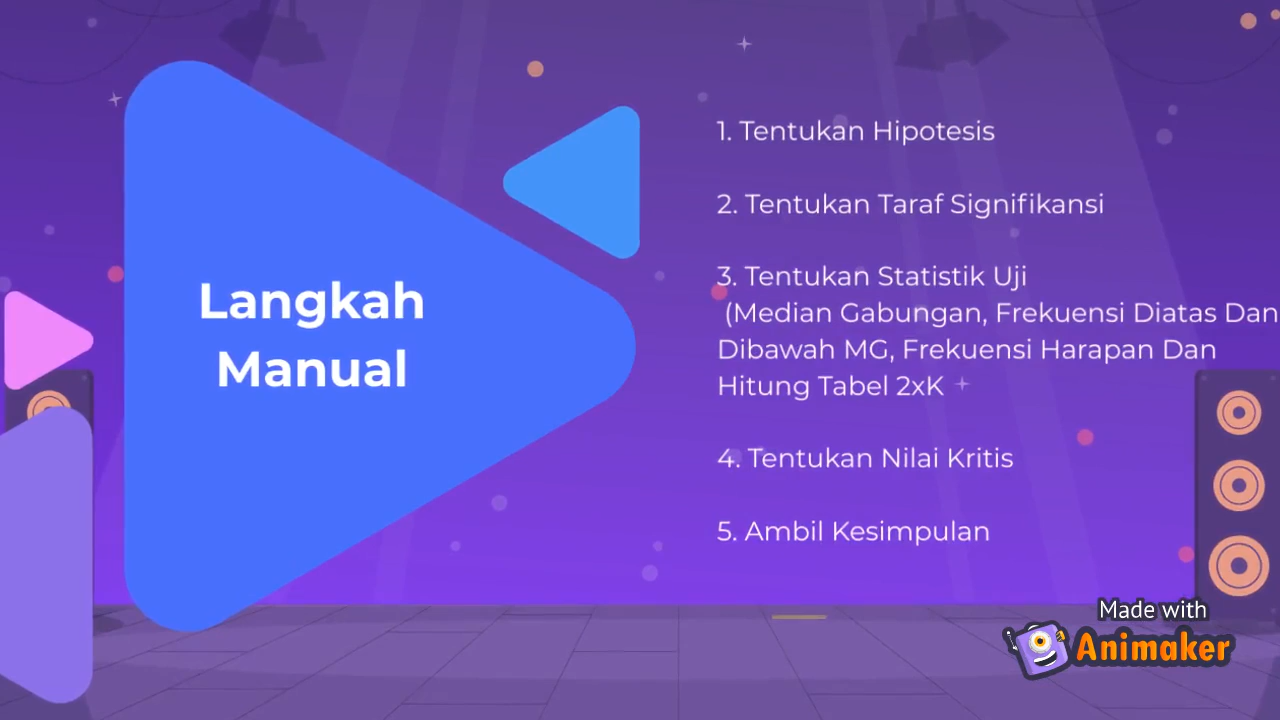 Langkah
Manual
1. Tentukan Hipotesis
2. Tentukan Taraf Signifikansi
3. Tentukan Statistik Uji
(Median Gabungan, Frekuensi Diatas Dan
Dibawah MG, Frekuensi Harapan Dan
Hitung Tabel 2xK
4. Tentukan Nilai Kritis
5. Ambil Kesimpulan
Made with
Animaker